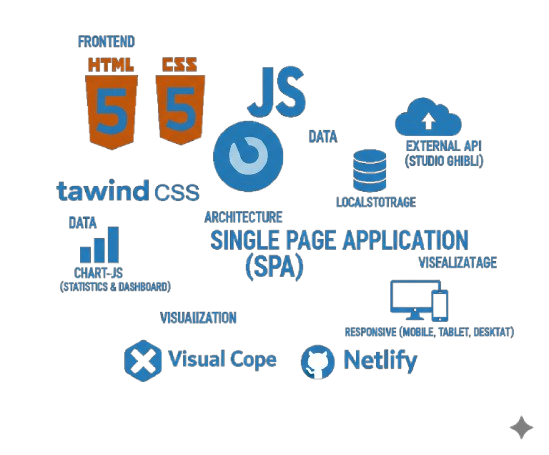 FRONTEND
HTML
5
CSS
5
JS
DATA
EXTERNAL API
(STUDIO GHIBLI)
LOCALSTOTRAGE
tawind CSS
ARCHITECTURE
SINGLE PAGE APPLICATION
(SPA)
DATA
CHART-JS
(STATISTICS & DASHBOARD)
VISEALIZATAGE
RESPONSIVE (MOBILE, TABLET, DESKTAT)
VISUAIIZATION
Visual Cope
Netlify